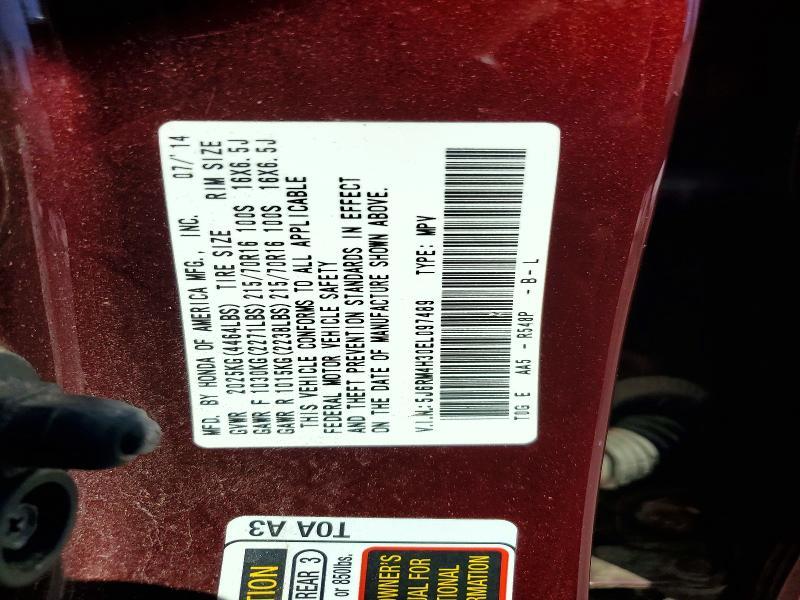 MFD. BY HONDA OF AMERICA MFG., INC. 07/'14
GVWR 2025KG(4464LBS) TIRE SIZE RIM SIZE
GAWR F 1030KG(2271LBS)215/70R16 100S 16X6.5J
GAWR R 1015KG(2238LBS)215/70R16 100S 16X6.5J
THIS VEHICLE CONFORMS TO ALL APPLICABLE
FEDERAL MOTOR VEHICLE SAFETY
AND THEFT PREVENTION STANDARDS IN EFFECT
ON THE DATE OF MANUFACTURE SHOWN ABOVE.
V.I.N.:5J6RM4H30EL097489 TYPE: MPV
T0G E AA5 - R548P - B - L
T0A A3
REAR 3
or 850lbs.